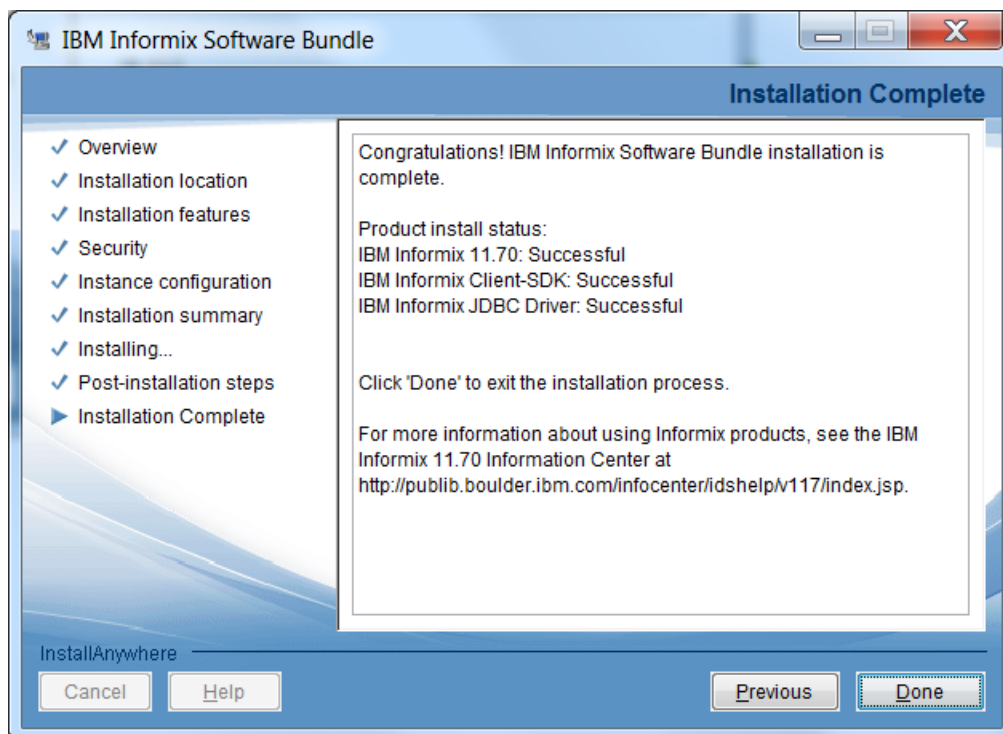 IBM Informix Software Bundle
Installation Complete
Overview
Installation location
Installation features
Security
Instance configuration
Installation summary
Installing...
Post-installation steps
Installation Complete
Congratulations! IBM Informix Software Bundle installation is
complete.
Product install status:
IBM Informix 11.70: Successful
IBM Informix Client-SDK: Successful
IBM Informix JDBC Driver: Successful
Click 'Done' to exit the installation process.
For more information about using Informix products, see the IBM
Informix 11.70 Information Center at
http://publib.boulder.ibm.com/infocenter/idshelp/v117/index.jsp.
InstallAnywhere
Cancel
Help
Previous
Done